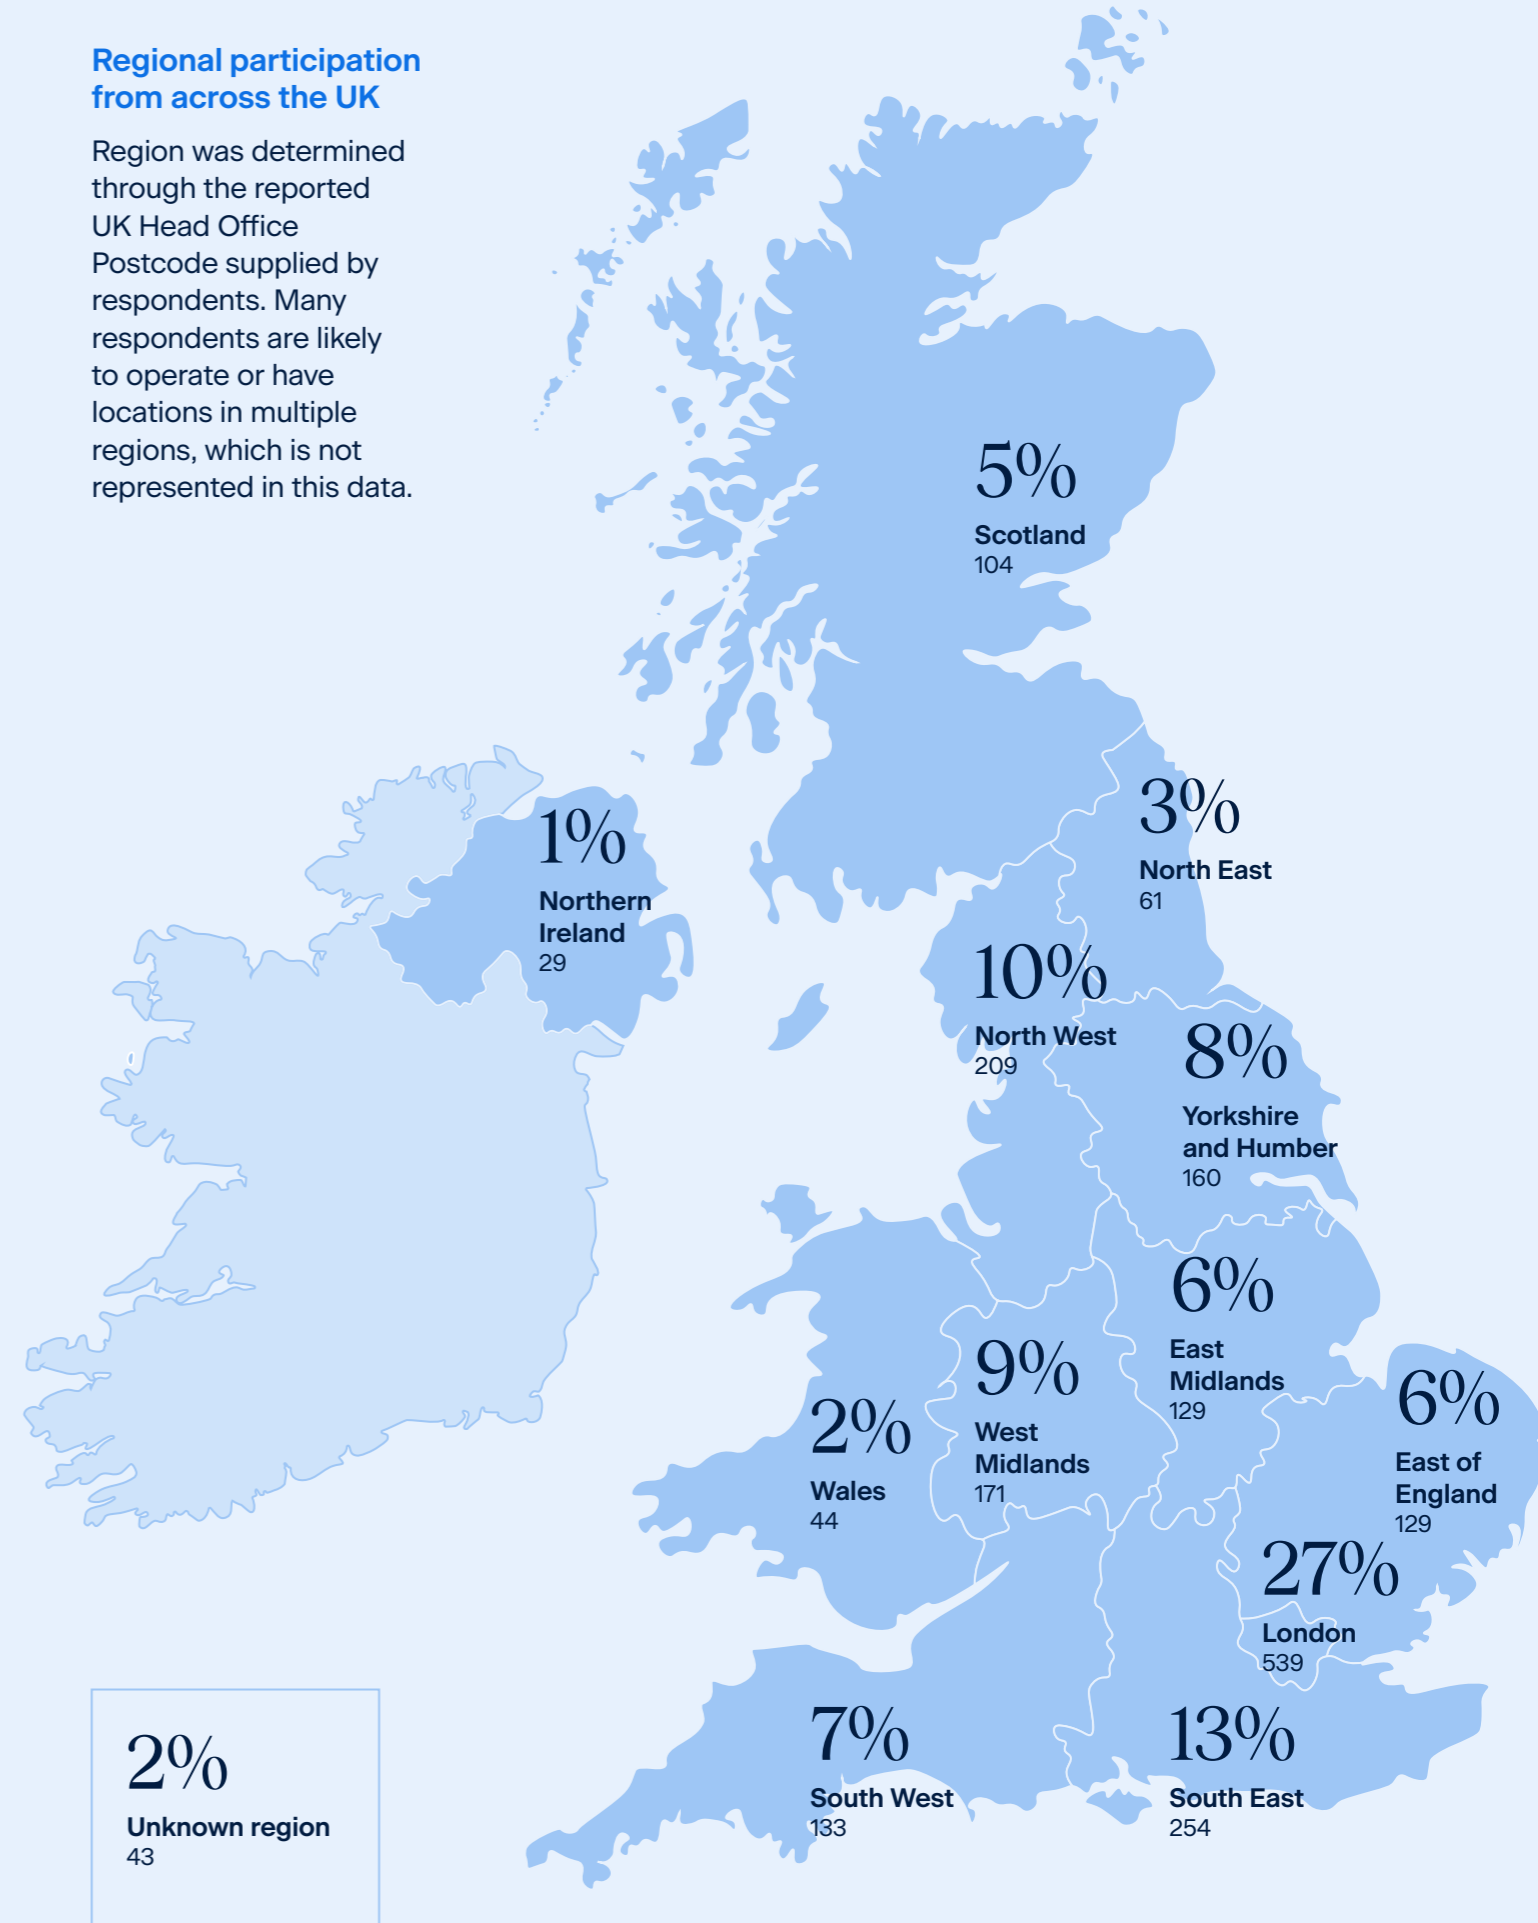 Regional participation
from across the UK
Region was determined
through the reported
UK Head Office
Postcode supplied by
respondents. Many
respondents are likely
to operate or have
locations in multiple
regions, which is not
represented in this data.
5%
Scotland
104
3%
North East
61
1%
Northern
Ireland
29
10%
North West
209
8%
Yorkshire
and Humber
160
6%
East
Midlands
129
9%
West
Midlands
171
6%
East of
England
129
2%
Wales
44
27%
London
539
7%
South West
133
13%
South East
254
2%
Unknown region
43